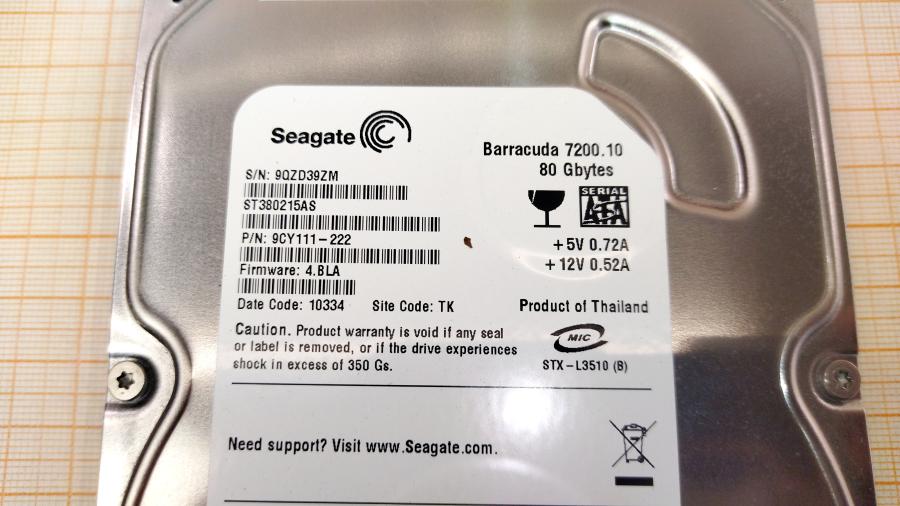 Seagate
Barracuda 7200.10
80 Gbytes
S/N: 9QZD39ZM
ST380215AS
SERIAL
ATA
P/N: 9CY111-222
+5V 0.72A
+12V 0.52A
Firmware: 4.BLA
Date Code: 10334 Site Code: TK
Product of Thailand
Caution. Product warranty is void if any seal
or label is removed, or if the drive experiences
shock in excess of 350 Gs.
MIC
STX-L3510 (B)
Need support? Visit www.Seagate.com.